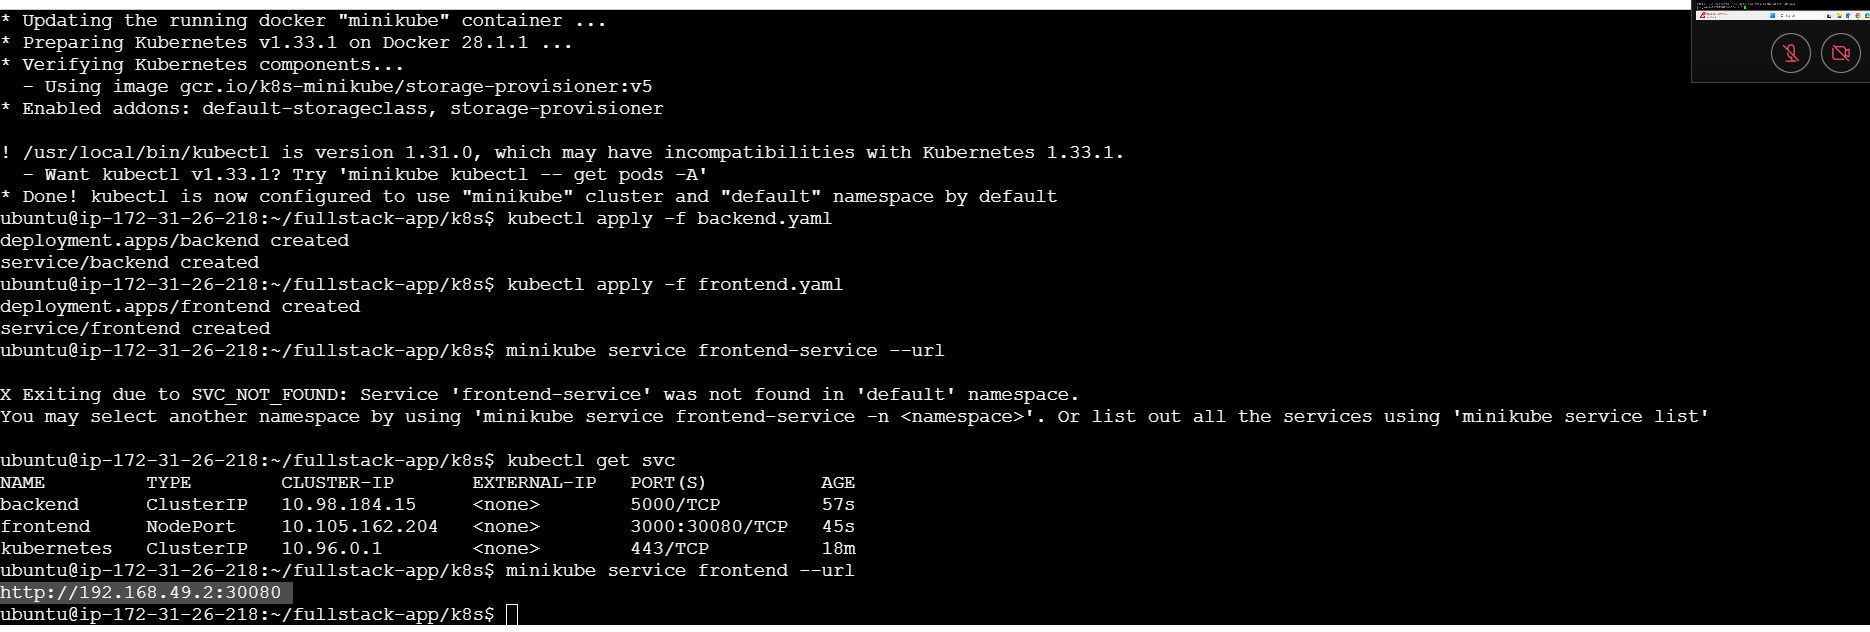 * Updating the running docker "minikube" container ...
* Preparing Kubernetes v1.33.1 on Docker 28.1.1 ...
* Verifying Kubernetes components...
  - Using image gcr.io/k8s-minikube/storage-provisioner:v5
* Enabled addons: default-storageclass, storage-provisioner

! /usr/local/bin/kubectl is version 1.31.0, which may have incompatibilities with Kubernetes 1.33.1.
  - Want kubectl v1.33.1? Try 'minikube kubectl -- get pods -A'
* Done! kubectl is now configured to use "minikube" cluster and "default" namespace by default
ubuntu@ip-172-31-26-218:~/fullstack-app/k8s$ kubectl apply -f backend.yaml
deployment.apps/backend created
service/backend created
ubuntu@ip-172-31-26-218:~/fullstack-app/k8s$ kubectl apply -f frontend.yaml
deployment.apps/frontend created
service/frontend created
ubuntu@ip-172-31-26-218:~/fullstack-app/k8s$ minikube service frontend-service --url

X Exiting due to SVC_NOT_FOUND: Service 'frontend-service' was not found in 'default' namespace.
You may select another namespace by using 'minikube service frontend-service -n <namespace>'. Or list out all the services using 'minikube service list'

ubuntu@ip-172-31-26-218:~/fullstack-app/k8s$ kubectl get svc
NAME         TYPE        CLUSTER-IP       EXTERNAL-IP   PORT(S)          AGE
backend      ClusterIP   10.98.184.15     <none>        5000/TCP         57s
frontend     NodePort    10.105.162.204   <none>        3000:30080/TCP   45s
kubernetes   ClusterIP   10.96.0.1        <none>        443/TCP          18m
ubuntu@ip-172-31-26-218:~/fullstack-app/k8s$ minikube service frontend --url
http://192.168.49.2:30080
ubuntu@ip-172-31-26-218:~/fullstack-app/k8s$